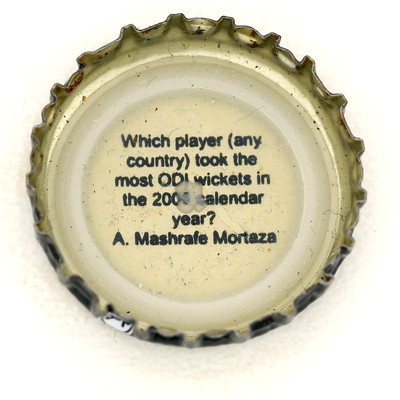 Which player (any
country) took the
most ODI wickets in
the calendar
year?
A. Mashrafe Mortaza